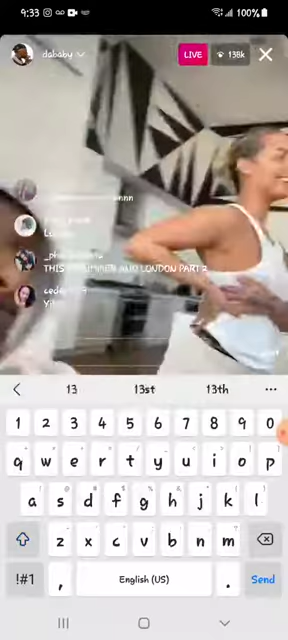 9:33
100%
dababy
LIVE
138k
THIS SUMMER AND LONDON PART 2
13
13st
13th
1 2 3 4 5 6 7 8 9 0
q w e r t y u i o p
a s d f g h j k l
z x c v b n m
!#1 , English (US) . Send